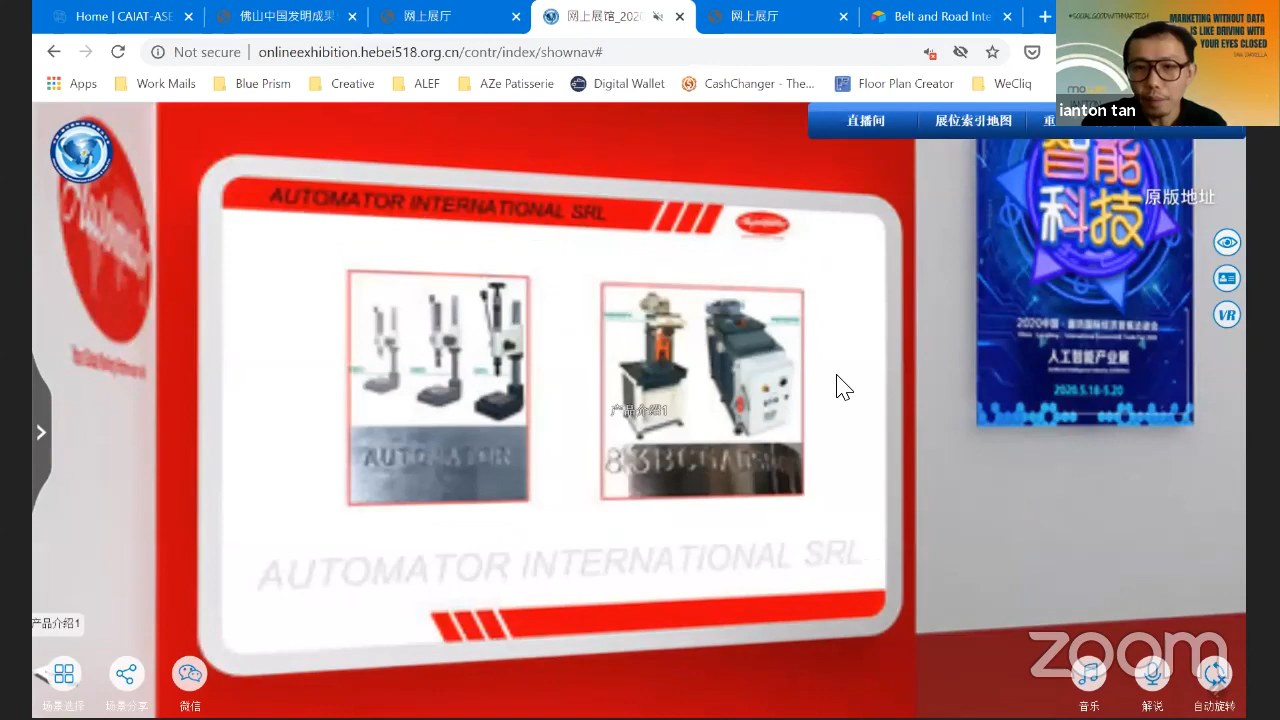 Home | CAIAT-ASE
佛山中国发明成果
网上展厅
网上展馆_2020
网上展厅
Belt and Road Inte
Not secure
onlineexhibition.hebei518.org.cn/contr/index/shownav#
Apps
Work Mails
Blue Prism
Creative
ALEF
AZe Patisserie
Digital Wallet
CashChanger - The...
Floor Plan Creator
WeCliq
#SOCIALGOODWITHMARTECH
MARKETING WITHOUT DATA
IS LIKE DRIVING WITH
YOUR EYES CLOSED
ianton tan
直播间
展位索引地图
AUTOMATOR INTERNATIONAL SRL
智能
科技
原版地址
VR
2020中国·廊坊国际经济贸易洽谈会
人工智能产业展
2020.5.18-5.20
产品介绍1
AUTOMATOR
AUTOMATOR INTERNATIONAL SRL
产品介绍1
zoom
场景选择
场景分享
微信
音乐
解说
自动旋转